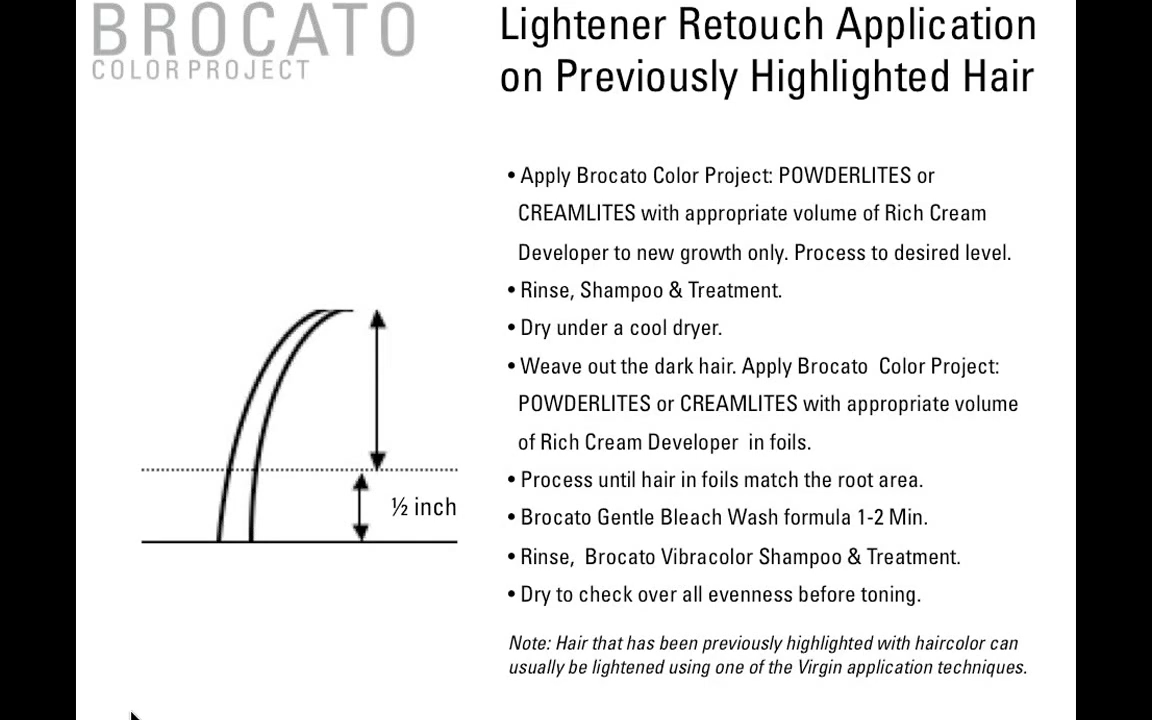 BROCATO
COLOR PROJECT
Lightener Retouch Application
on Previously Highlighted Hair
• Apply Brocato Color Project: POWDERLITES or
CREAMLITES with appropriate volume of Rich Cream
Developer to new growth only. Process to desired level.
• Rinse, Shampoo & Treatment.
• Dry under a cool dryer.
• Weave out the dark hair. Apply Brocato  Color Project:
POWDERLITES or CREAMLITES with appropriate volume
of Rich Cream Developer  in foils.
• Process until hair in foils match the root area.
• Brocato Gentle Bleach Wash formula 1-2 Min.
• Rinse,  Brocato Vibracolor Shampoo & Treatment.
• Dry to check over all evenness before toning.
Note: Hair that has been previously highlighted with haircolor can
usually be lightened using one of the Virgin application techniques.
½ inch